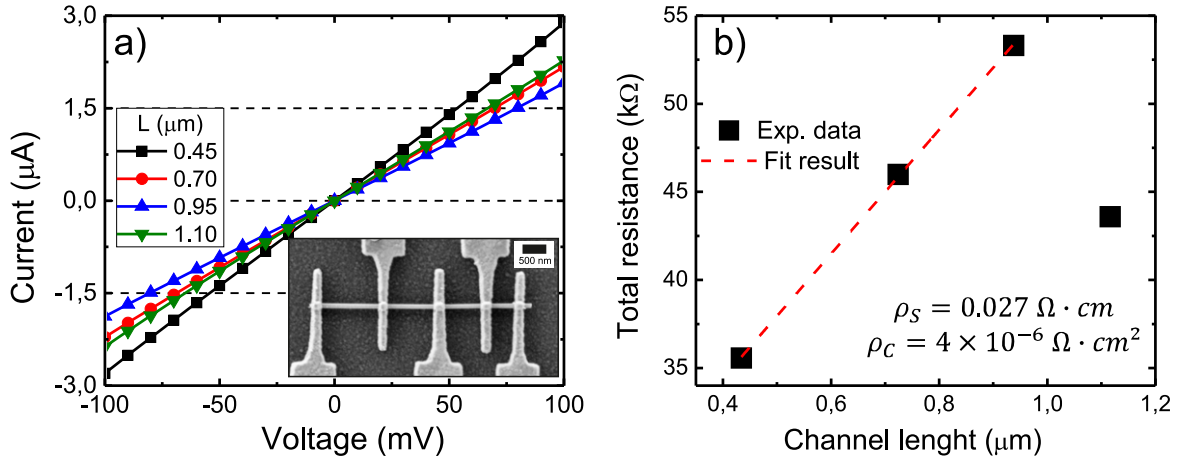 a)
Current (μA)
3,0
1,5
0,0
-1,5
-3,0
L (μm)
0.45
0.70
0.95
1.10
500 nm
-100
-50
0
50
100
Voltage (mV)
b)
Total resistance (kΩ)
55
50
45
40
35
Exp. data
Fit result
ρ_S = 0.027 Ω · cm
ρ_C = 4 × 10⁻⁶ Ω · cm²
0,4
0,6
0,8
1,0
1,2
Channel lenght (μm)